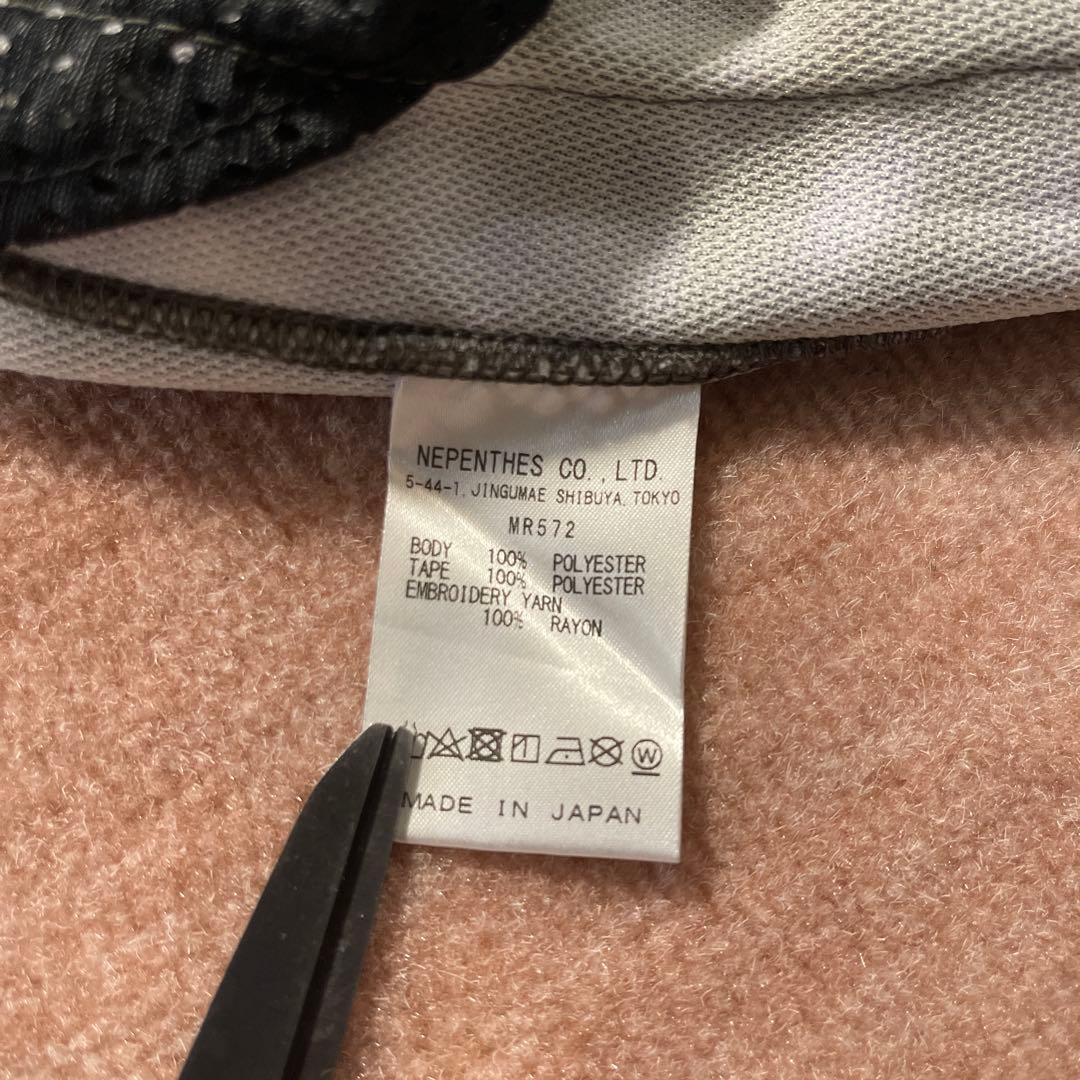 NEPENTHES CO., LTD.
5-44-1, JINGUMAE SHIBUYA, TOKYO
MR572
BODY 100% POLYESTER
TAPE 100% POLYESTER
EMBROIDERY YARN
100% RAYON
W
MADE IN JAPAN